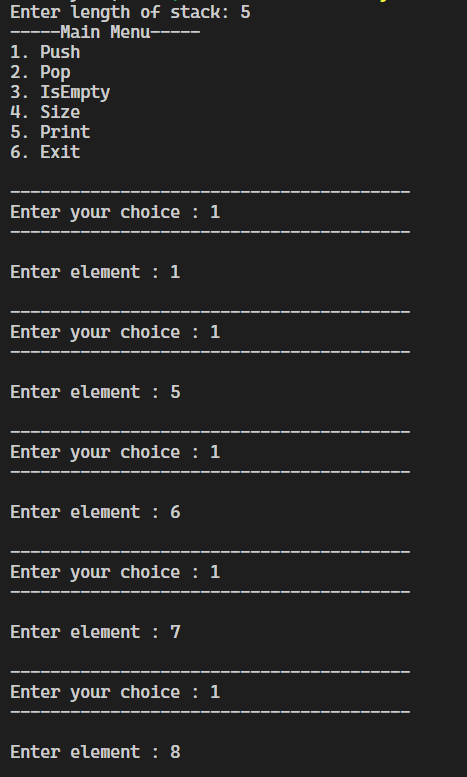 Enter length of stack: 5
-----Main Menu-----
1. Push
2. Pop
3. IsEmpty
4. Size
5. Print
6. Exit
----------------------------------------
Enter your choice : 1
----------------------------------------
Enter element : 1
----------------------------------------
Enter your choice : 1
----------------------------------------
Enter element : 5
----------------------------------------
Enter your choice : 1
----------------------------------------
Enter element : 6
----------------------------------------
Enter your choice : 1
----------------------------------------
Enter element : 7
----------------------------------------
Enter your choice : 1
----------------------------------------
Enter element : 8